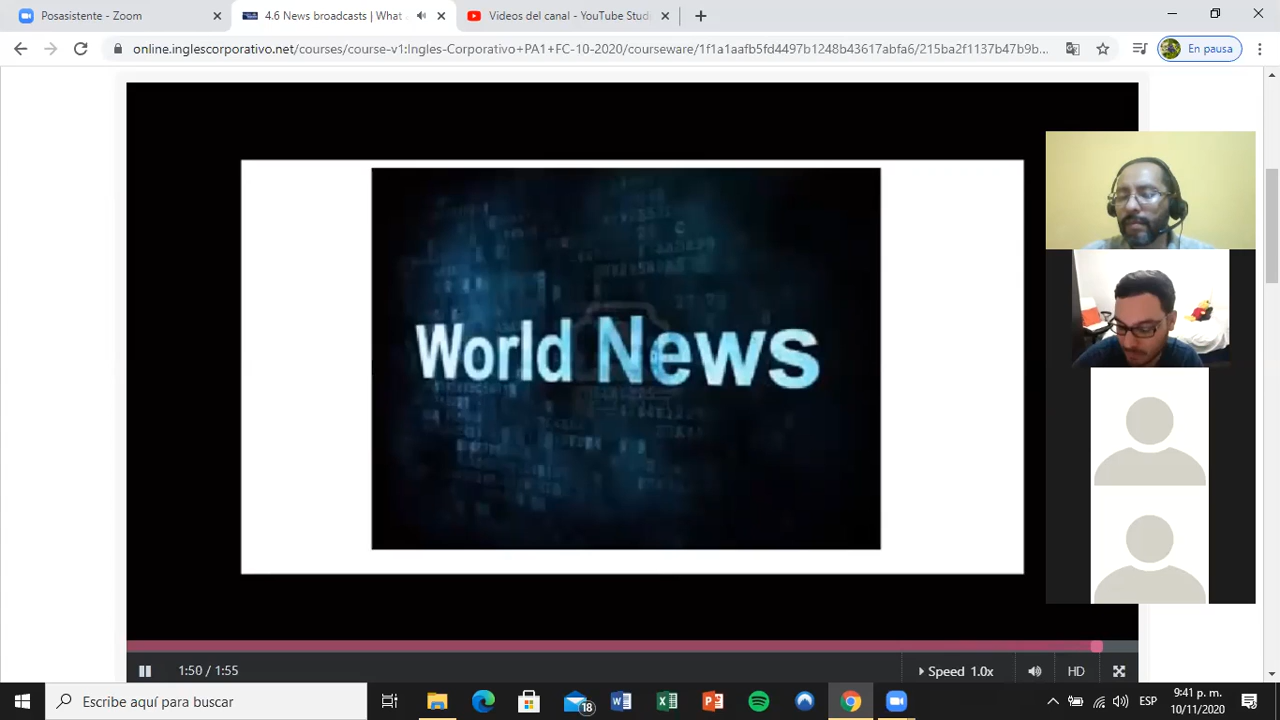 Posasistente - Zoom
4.6 News broadcasts | What
Videos del canal - YouTube Stud
online.inglescorporativo.net/courses/course-v1:Ingles-Corporativo+PA1+FC-10-2020/courseware/1f1a1aafb5fd4497b1248b43617abfa6/215ba2f1137b47b9b...
En pausa
World News
1:50 / 1:55
Speed 1.0x
HD
Escribe aquí para buscar
18
ESP
9:41 p. m.
10/11/2020